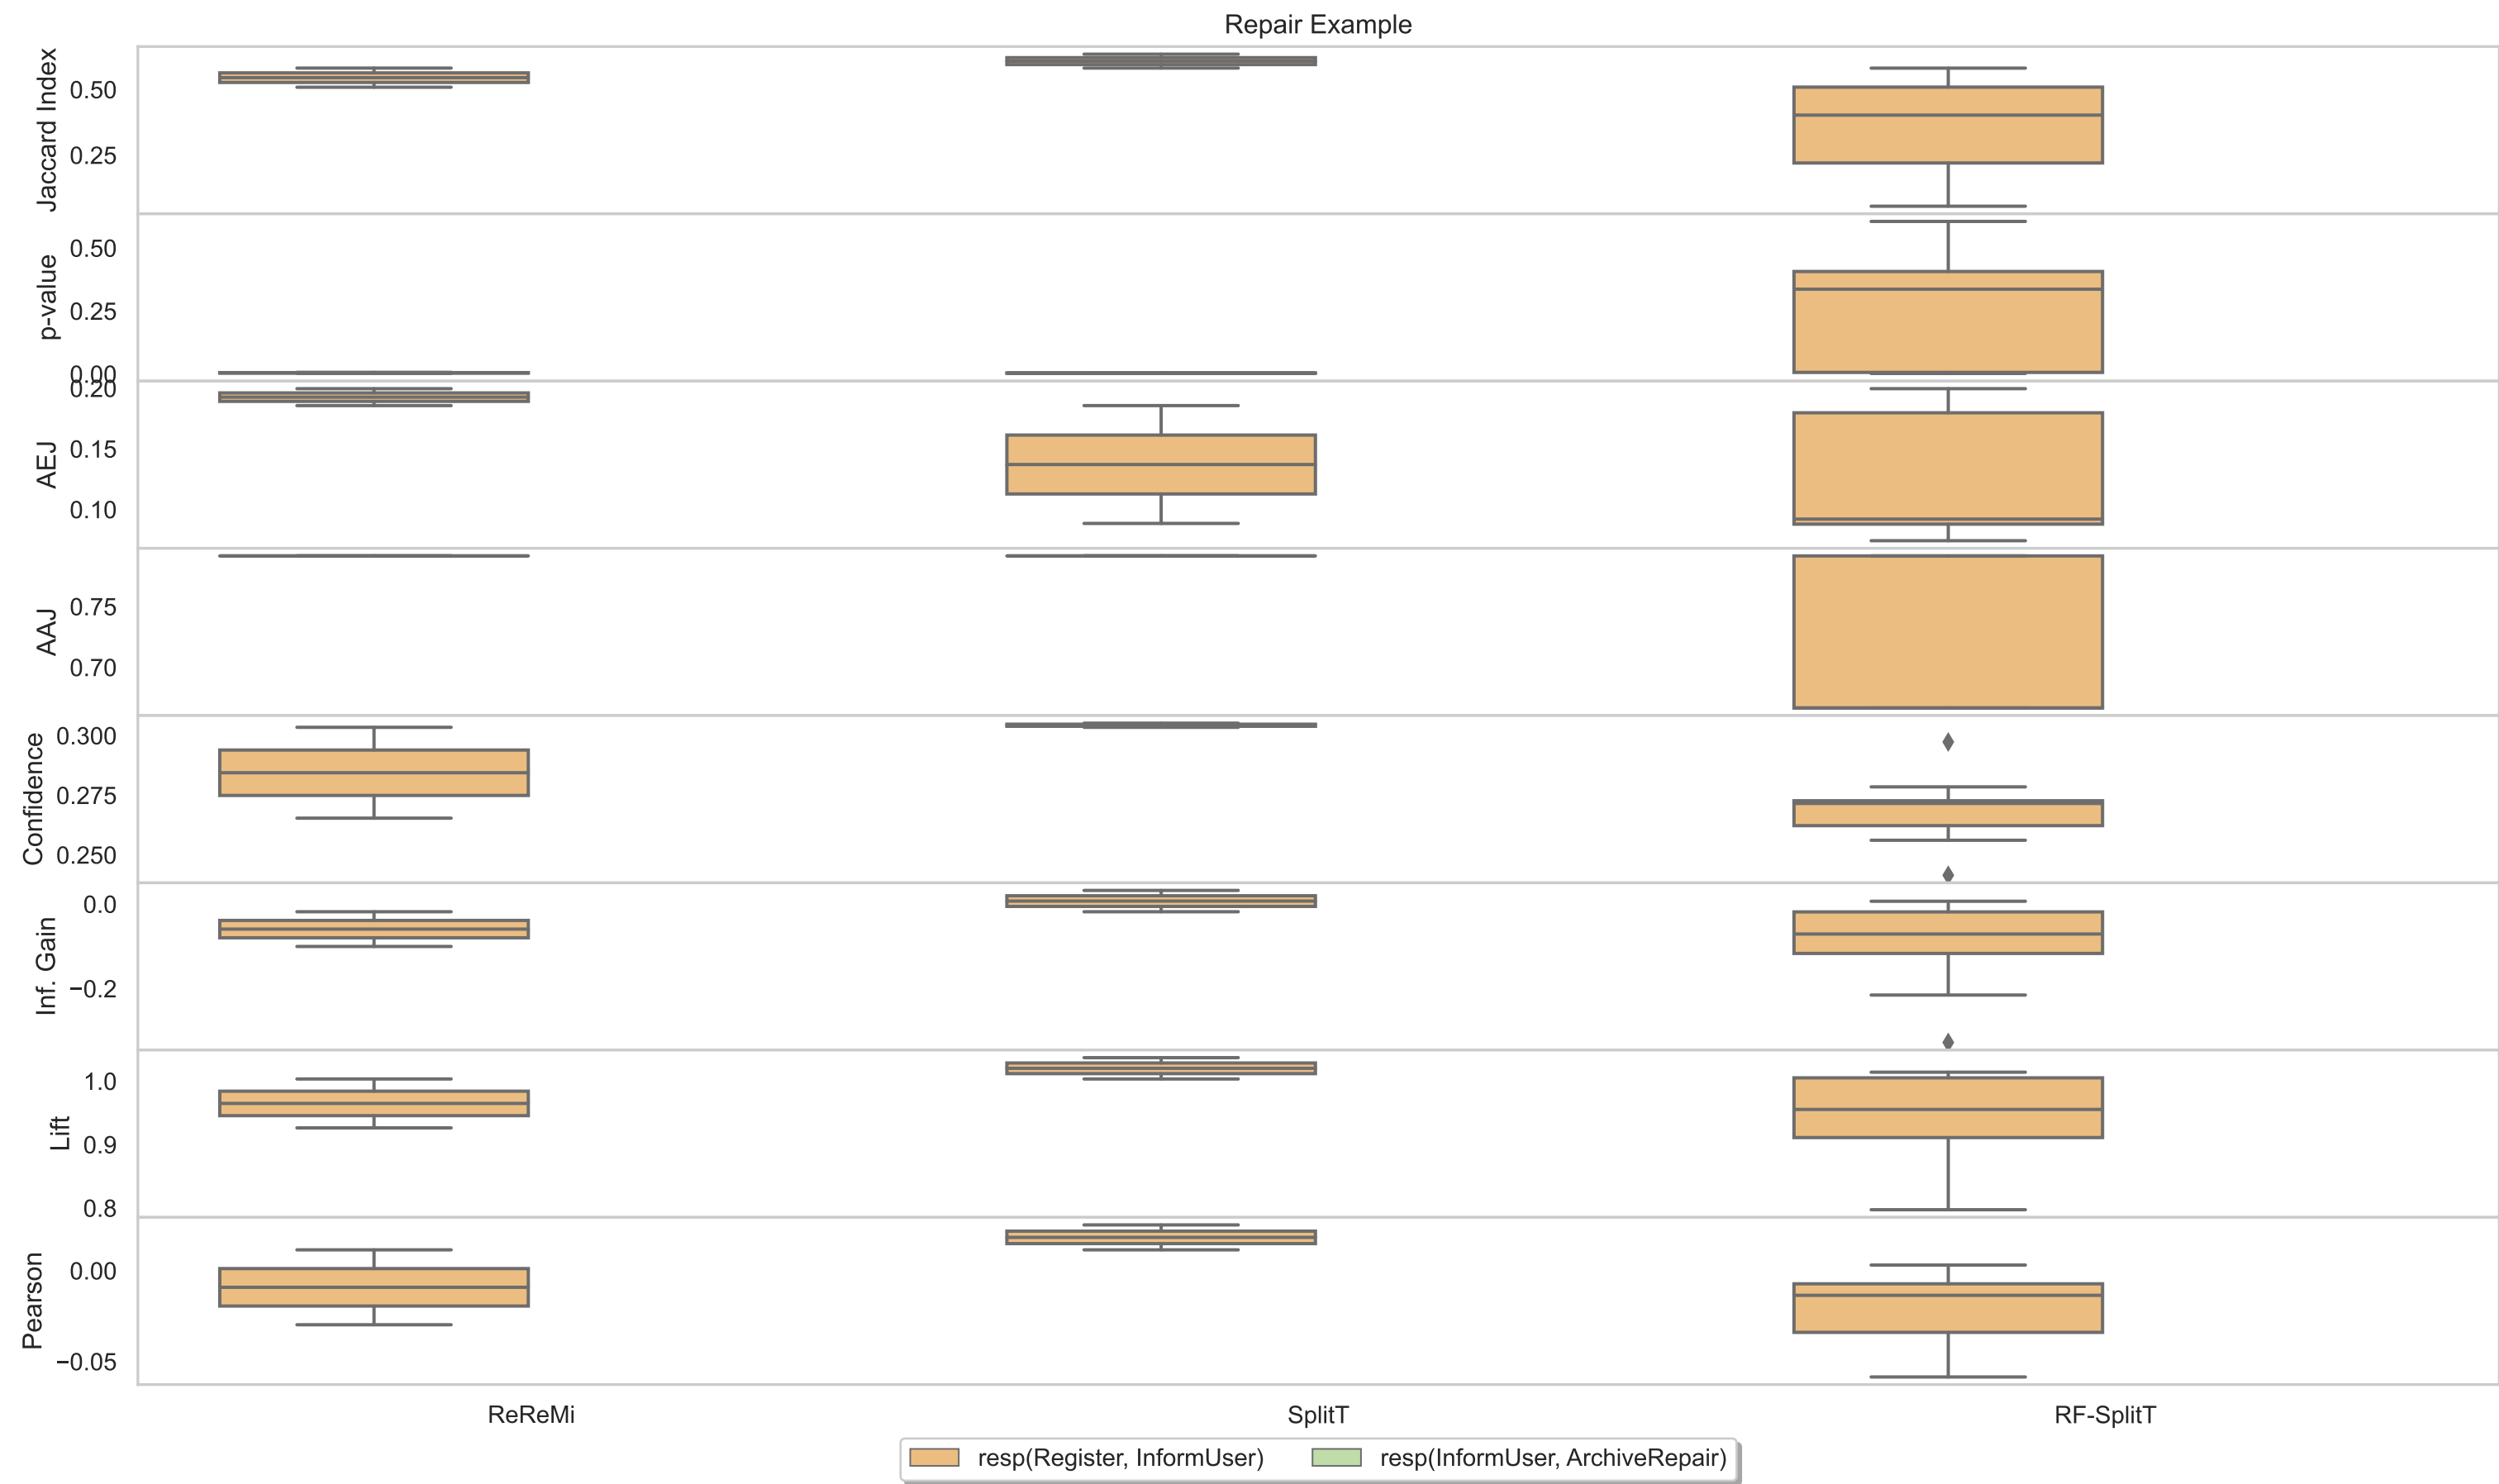 Repair Example
Jaccard Index
0.50
0.25
p-value
0.50
0.25
0.00
AEJ
0.20
0.15
0.10
AAJ
0.75
0.70
Confidence
0.300
0.275
0.250
Inf. Gain
0.0
−0.2
Lift
1.0
0.9
0.8
Pearson
0.00
−0.05
ReReMi SplitT RF-SplitT
resp(Register, InformUser) resp(InformUser, ArchiveRepair)